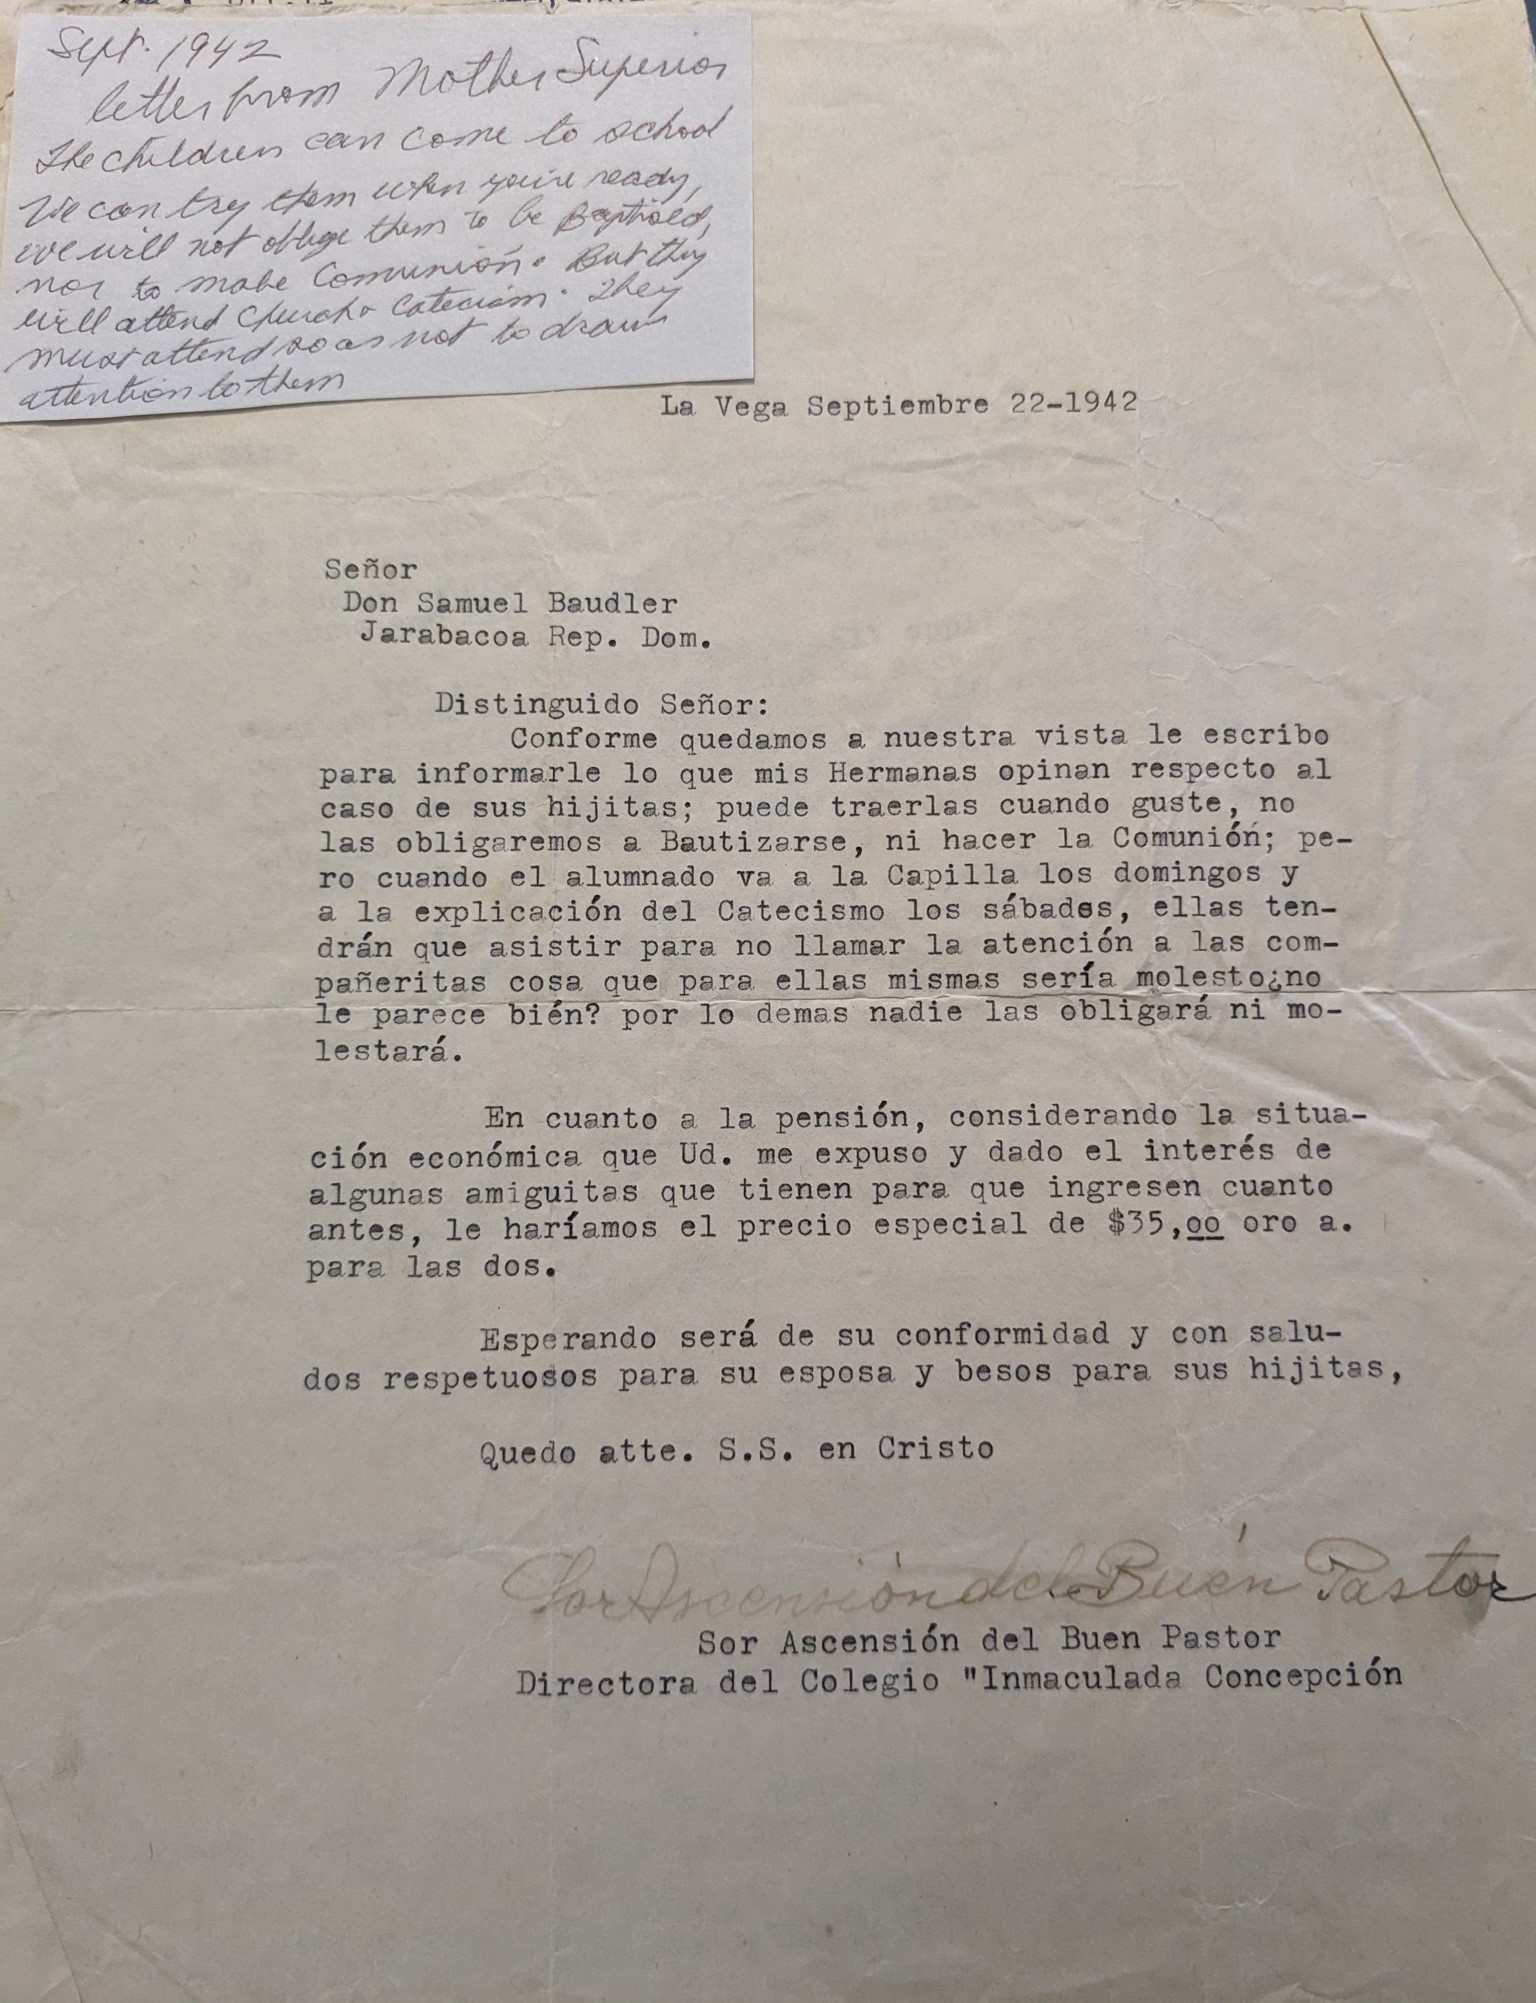 Sept. 1942
letter from Mother Superior
The children can come to school
We can try them when you're ready,
we will not oblige them to be Baptised,
nor to make Comunión. But they
will attend Church & Catecism. They
must attend so as not to draw
attention to them
La Vega Septiembre 22-1942
Señor
Don Samuel Baudler
Jarabacoa Rep. Dom.
Distinguido Señor:
Conforme quedamos a nuestra vista le escribo
para informarle lo que mis Hermanas opinan respecto al
caso de sus hijitas; puede traerlas cuando guste, no
las obligaremos a Bautizarse, ni hacer la Comunión; pe-
ro cuando el alumnado va a la Capilla los domingos y
a la explicación del Catecismo los sábados, ellas ten-
drán que asistir para no llamar la atención a las com-
pañeritas cosa que para ellas mismas sería molesto¿no
le parece bién? por lo demas nadie las obligará ni mo-
lestará.
En cuanto a la pensión, considerando la situa-
ción económica que Ud. me expuso y dado el interés de
algunas amiguitas que tienen para que ingresen cuanto
antes, le haríamos el precio especial de $35,oo oro a.
para las dos.
Esperando será de su conformidad y con salu-
dos respetuosos para su esposa y besos para sus hijitas,
Quedo atte. S.S. en Cristo
Sor Ascensión del Buén Pastor
Sor Ascensión del Buen Pastor
Directora del Colegio "Inmaculada Concepción